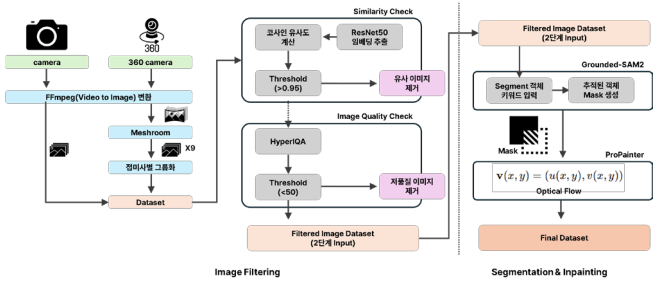 360
camera
360 camera
FFmpeg(Video to Image) 변환
Meshroom
X9
접미사별 그룹화
Dataset
Similarity Check
코사인 유사도
계산
ResNet50
임베딩 추출
Threshold
(>0.95)
유사 이미지
제거
Image Quality Check
HyperIQA
Threshold
(<50)
저품질 이미지
제거
Filtered Image Dataset
(2단계 Input)
Image Filtering
Filtered Image Dataset
(2단계 Input)
Grounded-SAM2
Segment 객체
키워드 입력
추적된 객체
Mask 생성
Mask
ProPainter
v(x, y) = (u(x, y), v(x, y))
Optical Flow
Final Dataset
Segmentation & Inpainting